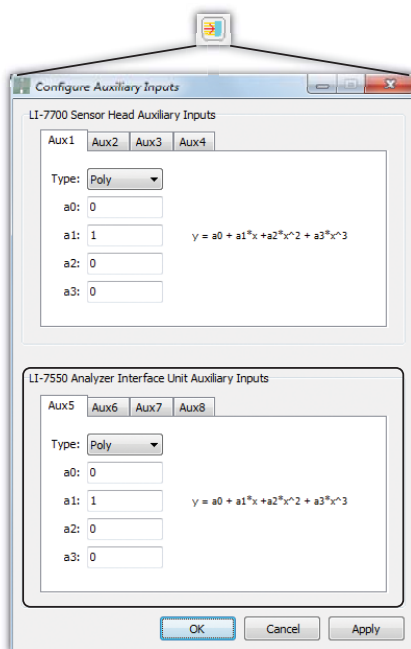 Configure Auxiliary Inputs
LI-7700 Sensor Head Auxiliary Inputs
Aux1 Aux2 Aux3 Aux4
Type: Poly
a0: 0
a1: 1 y = a0 + a1*x +a2*x^2 + a3*x^3
a2: 0
a3: 0
LI-7550 Analyzer Interface Unit Auxiliary Inputs
Aux5 Aux6 Aux7 Aux8
Type: Poly
a0: 0
a1: 1 y = a0 + a1*x +a2*x^2 + a3*x^3
a2: 0
a3: 0
OK Cancel Apply